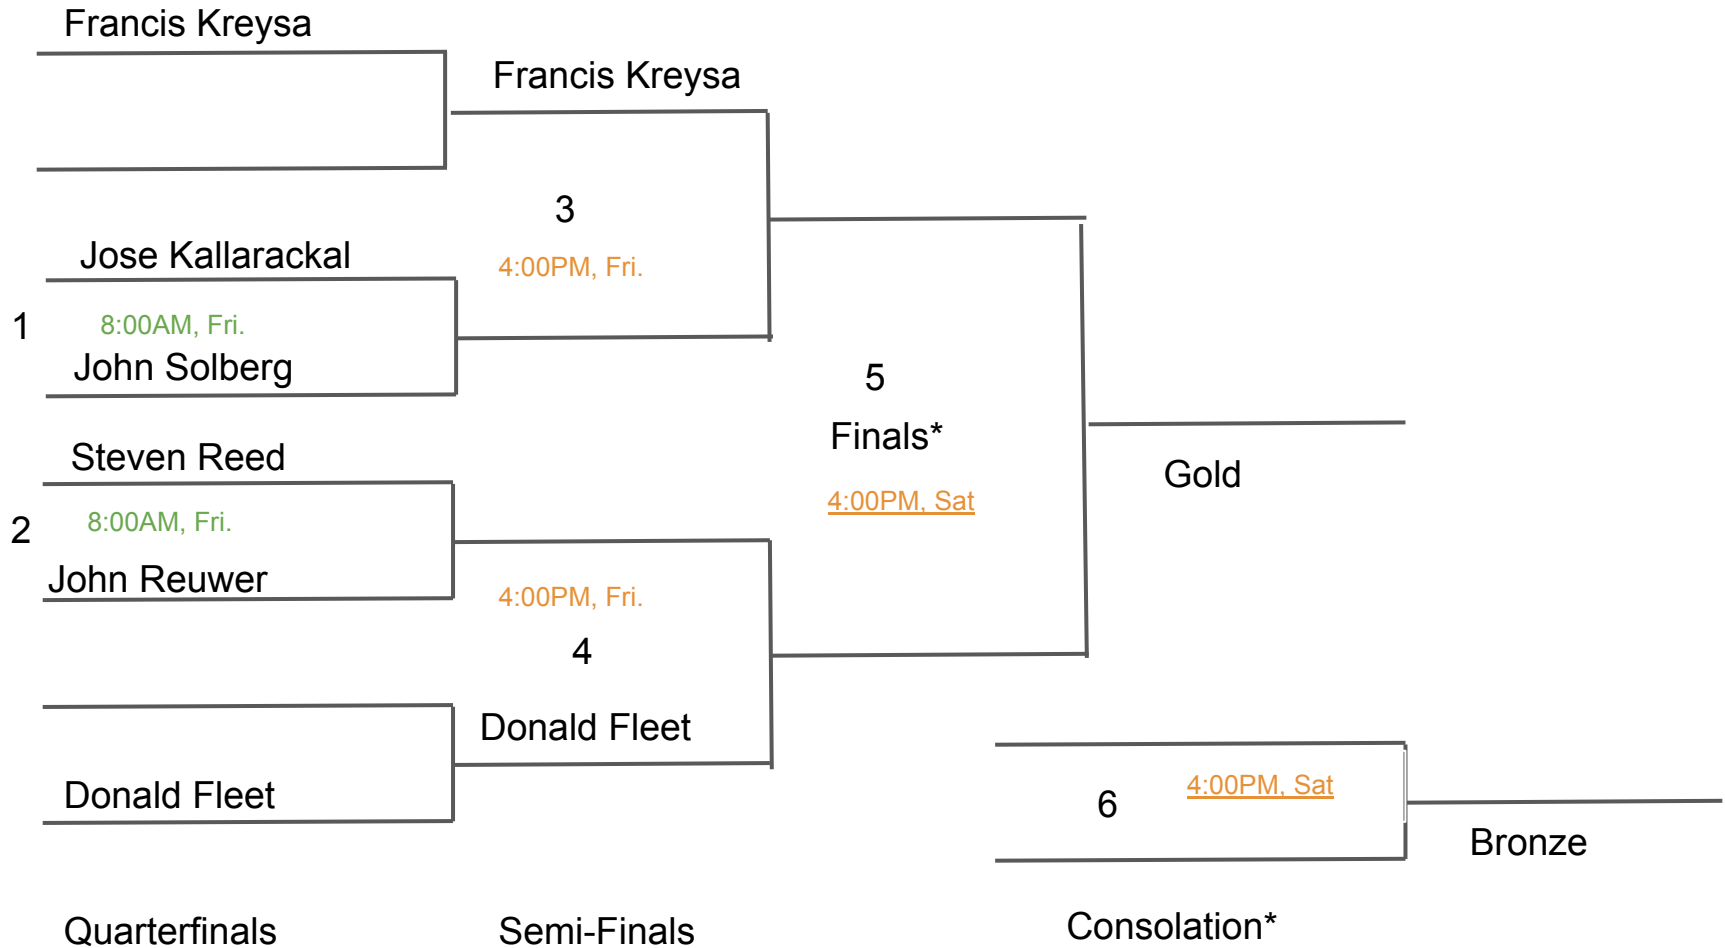 Francis Kreysa
Francis Kreysa
3
Jose Kallarackal
4:00PM, Fri.
1
8:00AM, Fri.
John Solberg
5
Finals*
Steven Reed
Gold
4:00PM, Sat
2
8:00AM, Fri.
John Reuwer
4:00PM, Fri.
4
Donald Fleet
Donald Fleet
6
4:00PM, Sat
Bronze
Quarterfinals
Semi-Finals
Consolation*